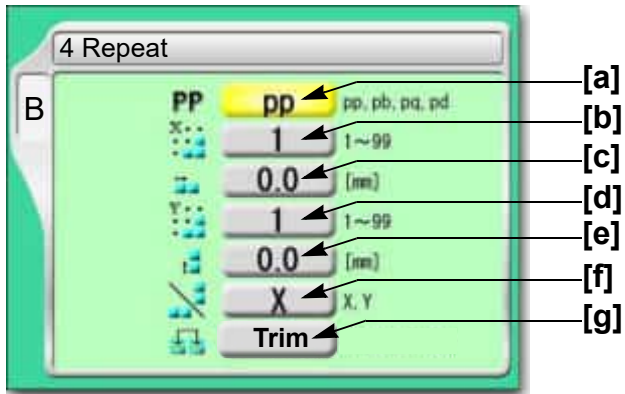 4 Repeat
B
PP pp pp, pb, pq, pd [a]
X 1 1~99 [b]
0.0 [mm] [c]
Y 1 1~99 [d]
0.0 [mm] [e]
X X, Y [f]
Trim [g]